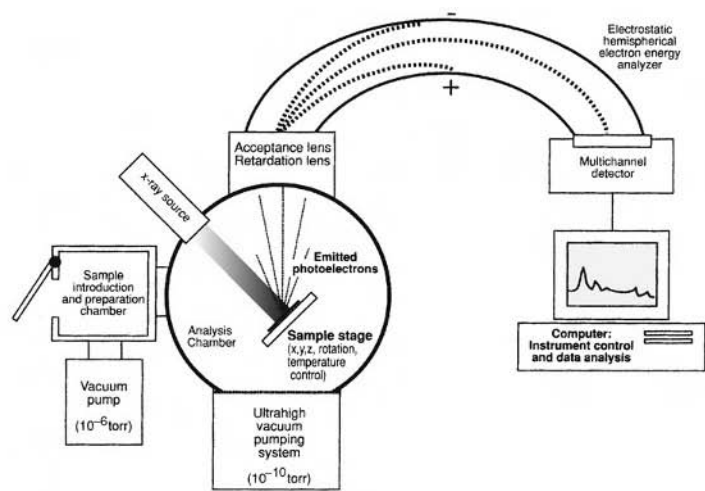 Electrostatic
hemispherical
electron energy
analyzer
-
+
Acceptance lens
Retardation lens
Multichannel
detector
x-ray source
Emitted
photoelectrons
Sample
introduction
and preparation
chamber
Analysis
Chamber
Sample stage
(x,y,z, rotation,
temperature
control)
Computer:
Instrument control
and data analysis
Vacuum
pump
(10⁻⁶torr)
Ultrahigh
vacuum
pumping
system
(10⁻¹⁰torr)